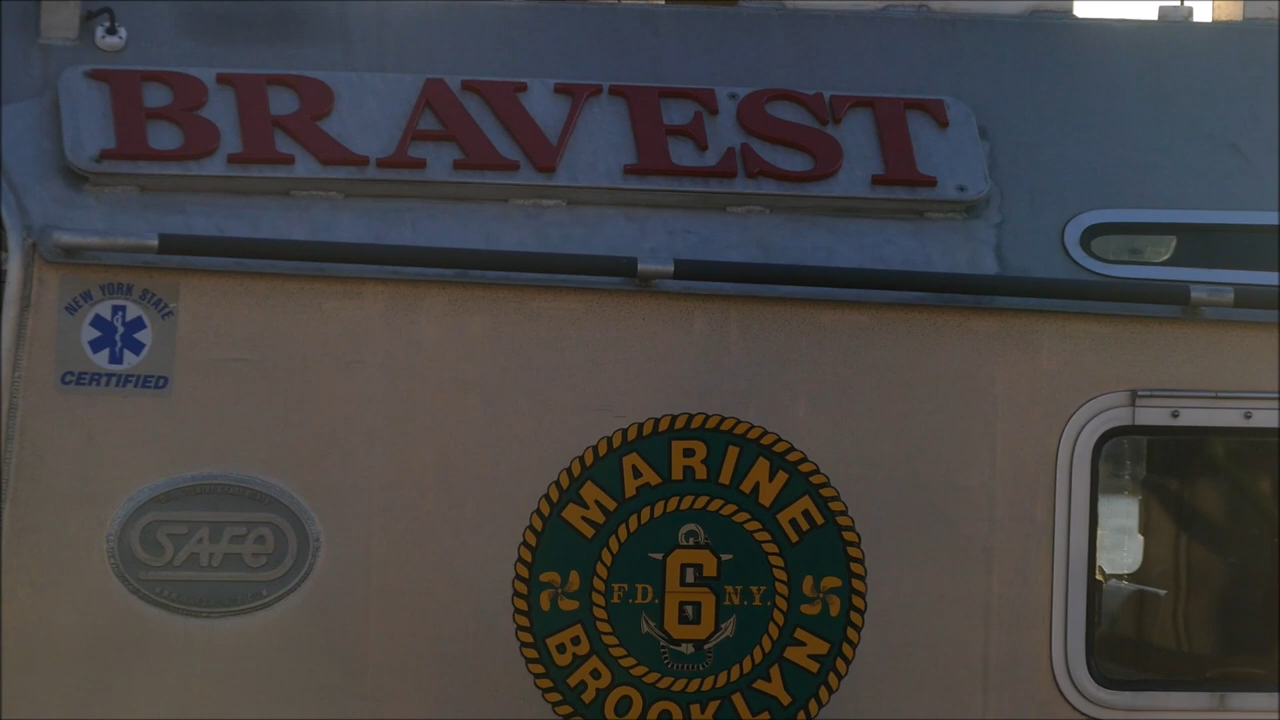 BRAVEST
NEW YORK STATE
CERTIFIED
SAFE
MARINE
6
F.D. N.Y.
BROOKLYN